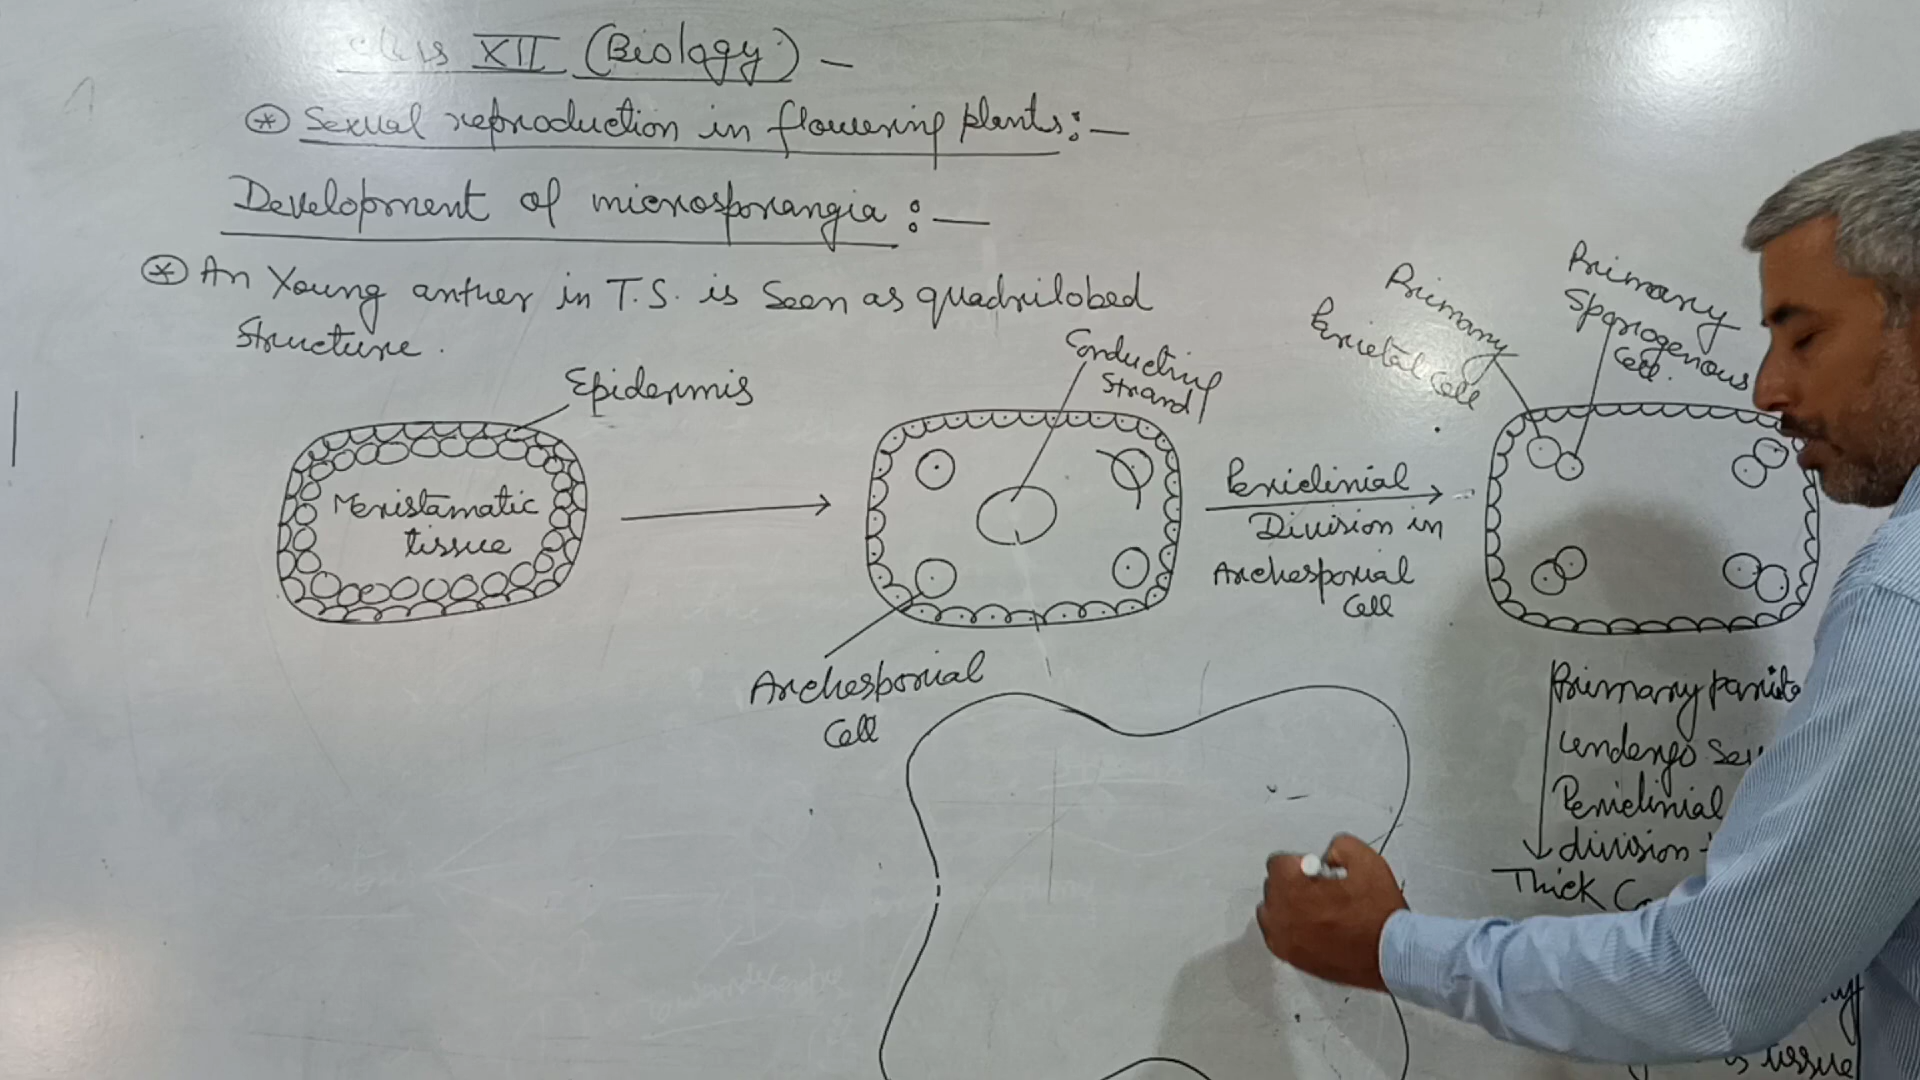 Class XII (Biology) —
Sexual reproduction in flowering plants:—
Development of microsporangia :—
An Young anther in T.S. is Seen as quadrilobed
Structure.
Epidermis
Meristamatic
tissue
Conducting
Strand
Archesporial
Cell
Periclinial
Division in
Archesporial
Cell
Primary
Parietal Cell
Primary
Sporogenous
Cell.
Primary
undergo
Periclinial
division
Thick
tissue